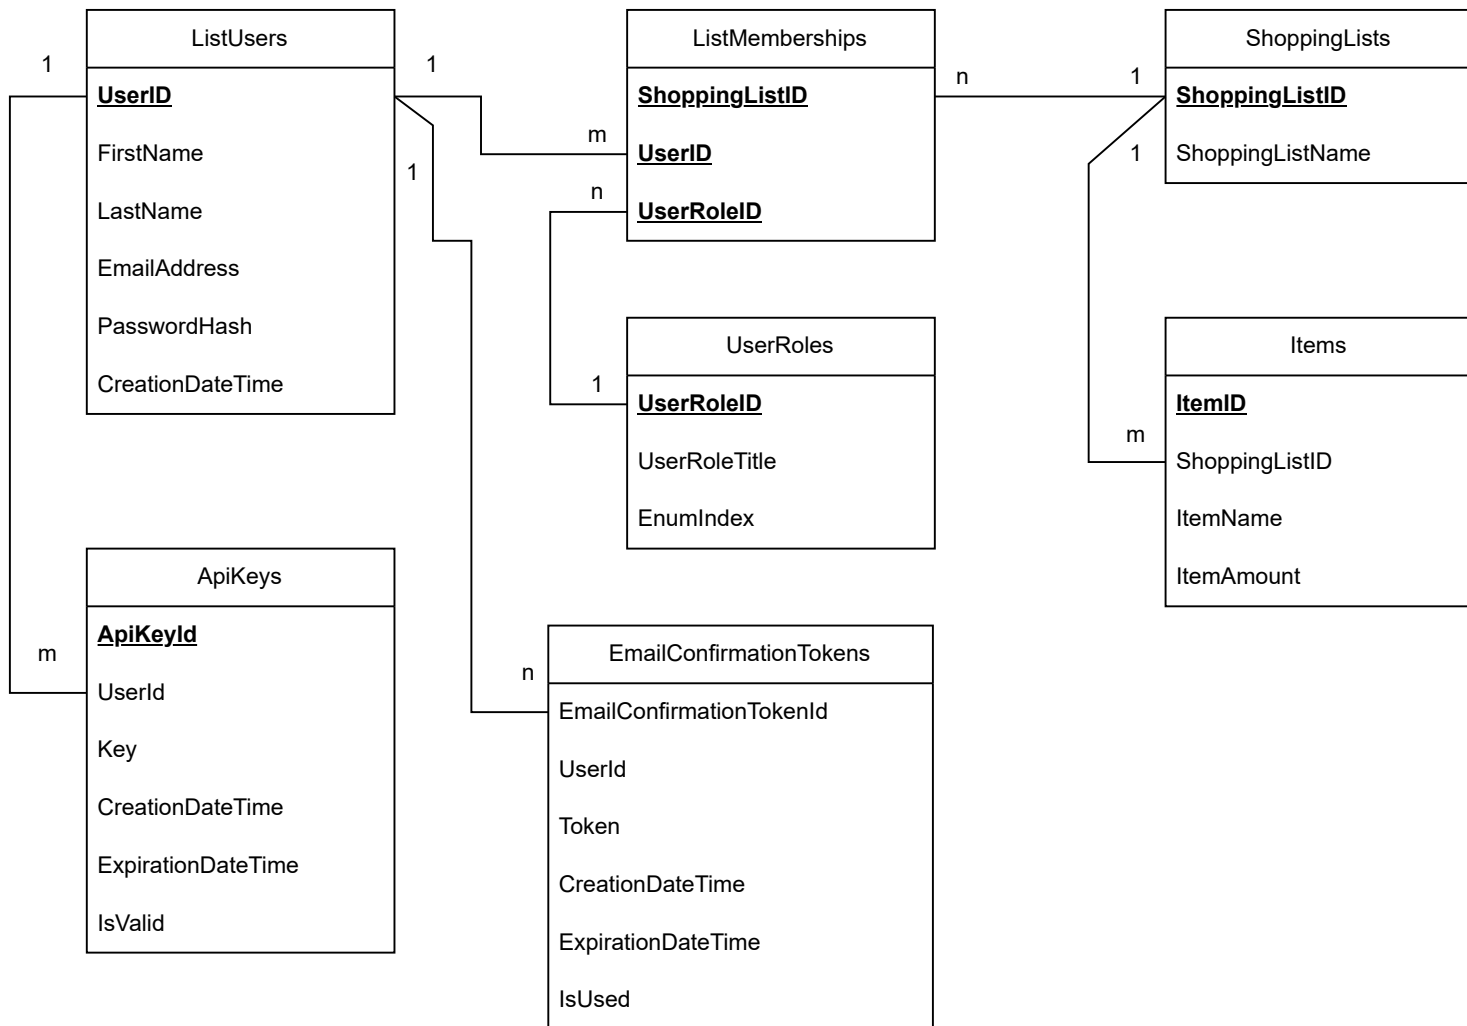 ListUsers
1
UserID
FirstName
LastName
EmailAddress
PasswordHash
CreationDateTime
1
1
m
n
ListMemberships
ShoppingListID
UserID
UserRoleID
n
1
1
ShoppingLists
ShoppingListID
ShoppingListName
UserRoles
1
UserRoleID
UserRoleTitle
EnumIndex
Items
m
ItemID
ShoppingListID
ItemName
ItemAmount
ApiKeys
m
ApiKeyId
UserId
Key
CreationDateTime
ExpirationDateTime
IsValid
EmailConfirmationTokens
n
EmailConfirmationTokenId
UserId
Token
CreationDateTime
ExpirationDateTime
IsUsed